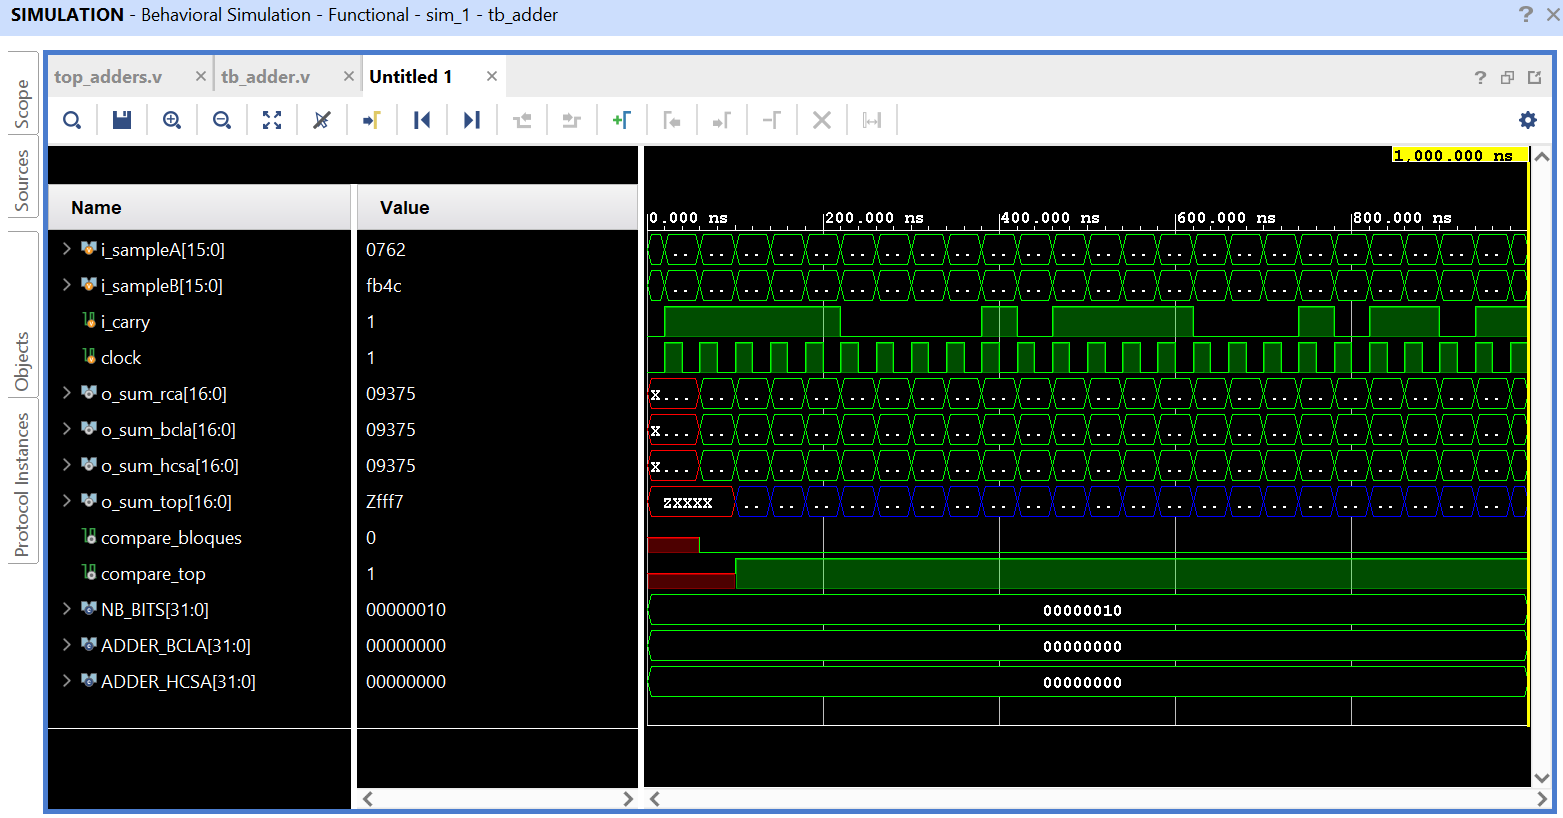 SIMULATION - Behavioral Simulation - Functional - sim_1 - tb_adder
? ×
Scope
Sources
Objects
Protocol Instances
top_adders.v × tb_adder.v × Untitled 1 ×
?
1,000.000 ns
Name Value
0.000 ns 200.000 ns 400.000 ns 600.000 ns 800.000 ns
i_sampleA[15:0] 0762
i_sampleB[15:0] fb4c
i_carry 1
clock 1
o_sum_rca[16:0] 09375 X...
o_sum_bcla[16:0] 09375 X...
o_sum_hcsa[16:0] 09375 X...
o_sum_top[16:0] Zfff7 ZXXXX
compare_bloques 0
compare_top 1
NB_BITS[31:0] 00000010 00000010
ADDER_BCLA[31:0] 00000000 00000000
ADDER_HCSA[31:0] 00000000 00000000